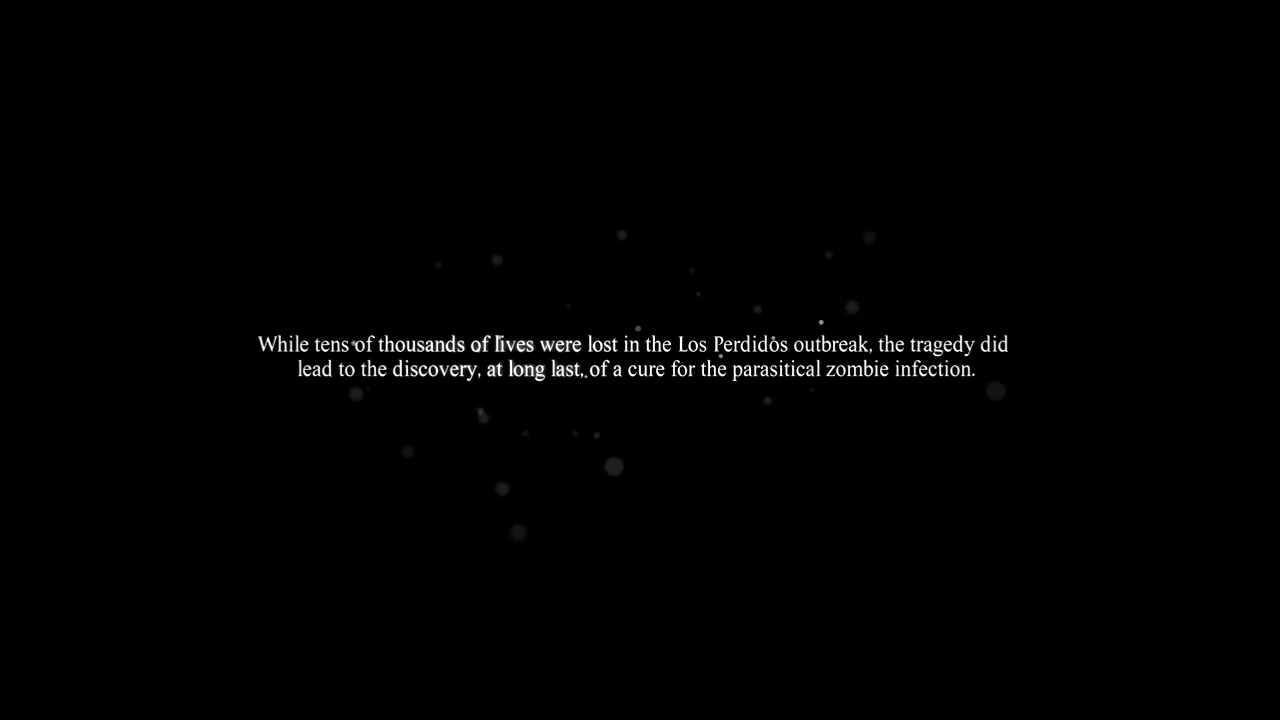 While tens of thousands of lives were lost in the Los Perdidos outbreak, the tragedy did
lead to the discovery, at long last, of a cure for the parasitical zombie infection.